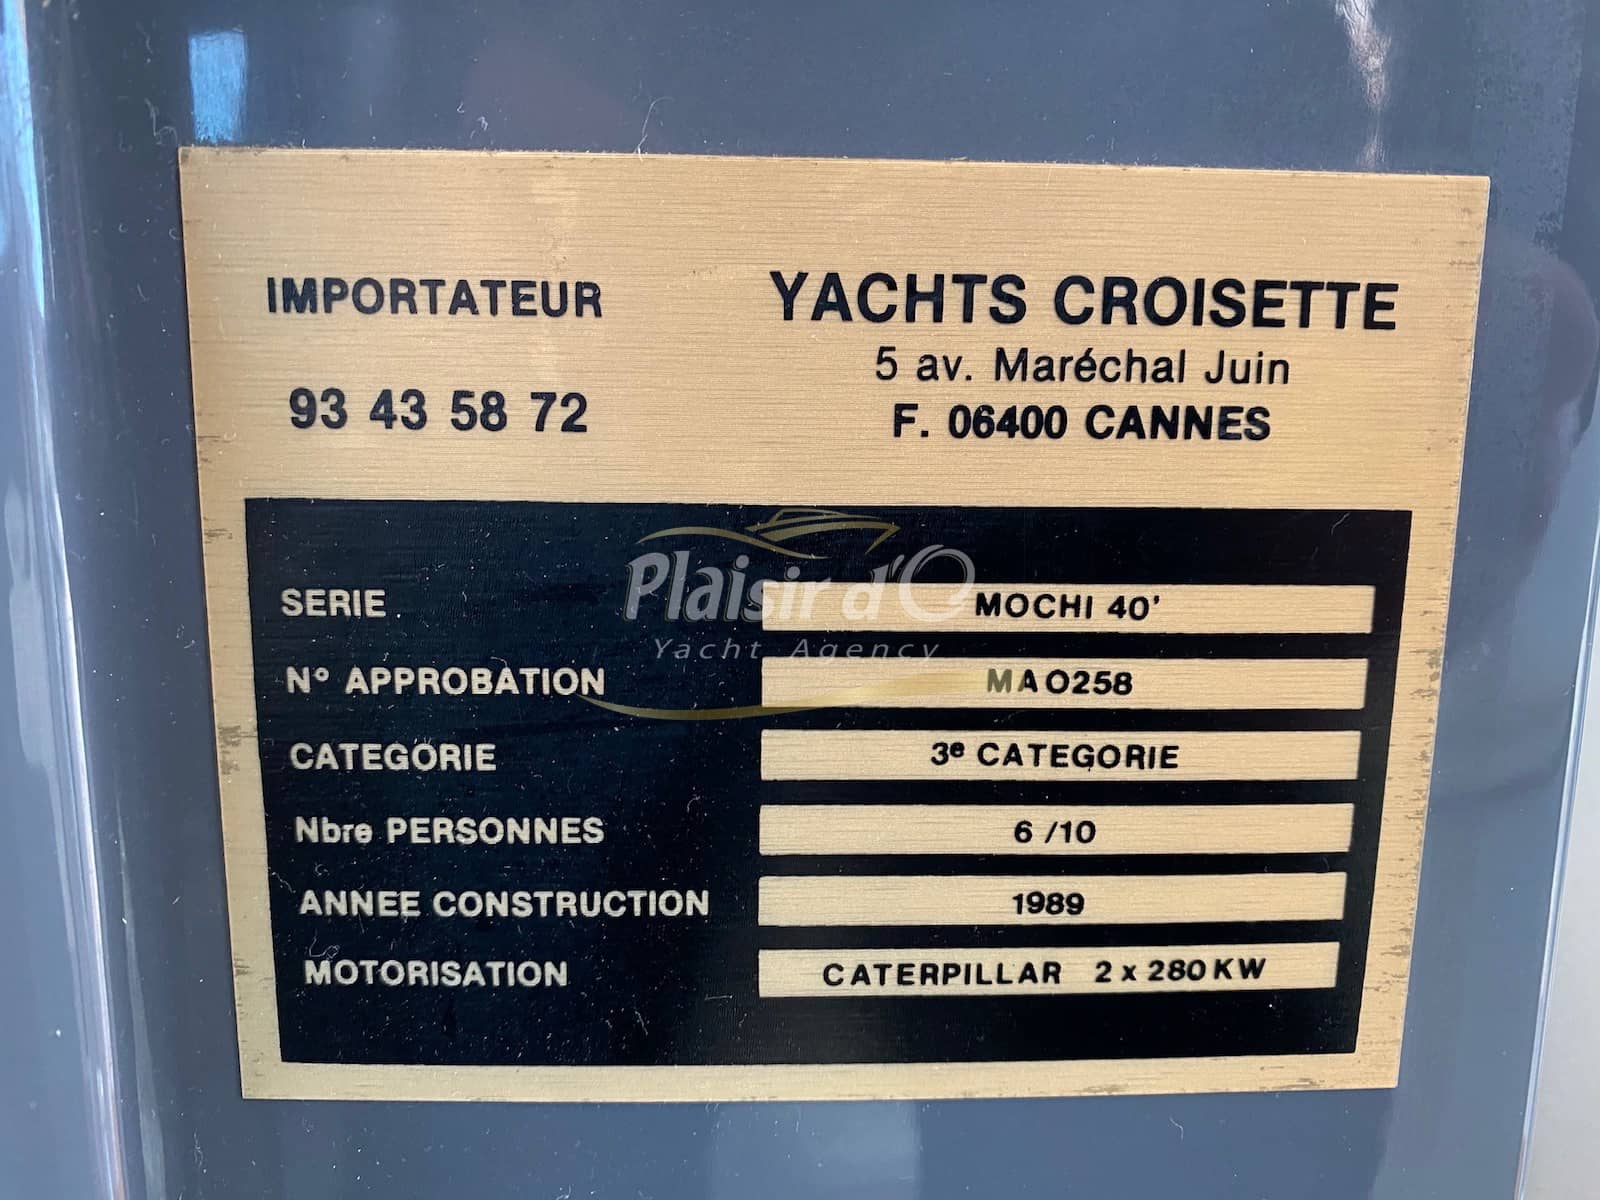 IMPORTATEUR
93 43 58 72
YACHTS CROISETTE
5 av. Maréchal Juin
F. 06400 CANNES
Plaisir d'O
Yacht Agency
SERIE MOCHI 40'
N° APPROBATION MAO258
CATEGORIE 3e CATEGORIE
Nbre PERSONNES 6 /10
ANNEE CONSTRUCTION 1989
MOTORISATION CATERPILLAR 2 x 280 KW